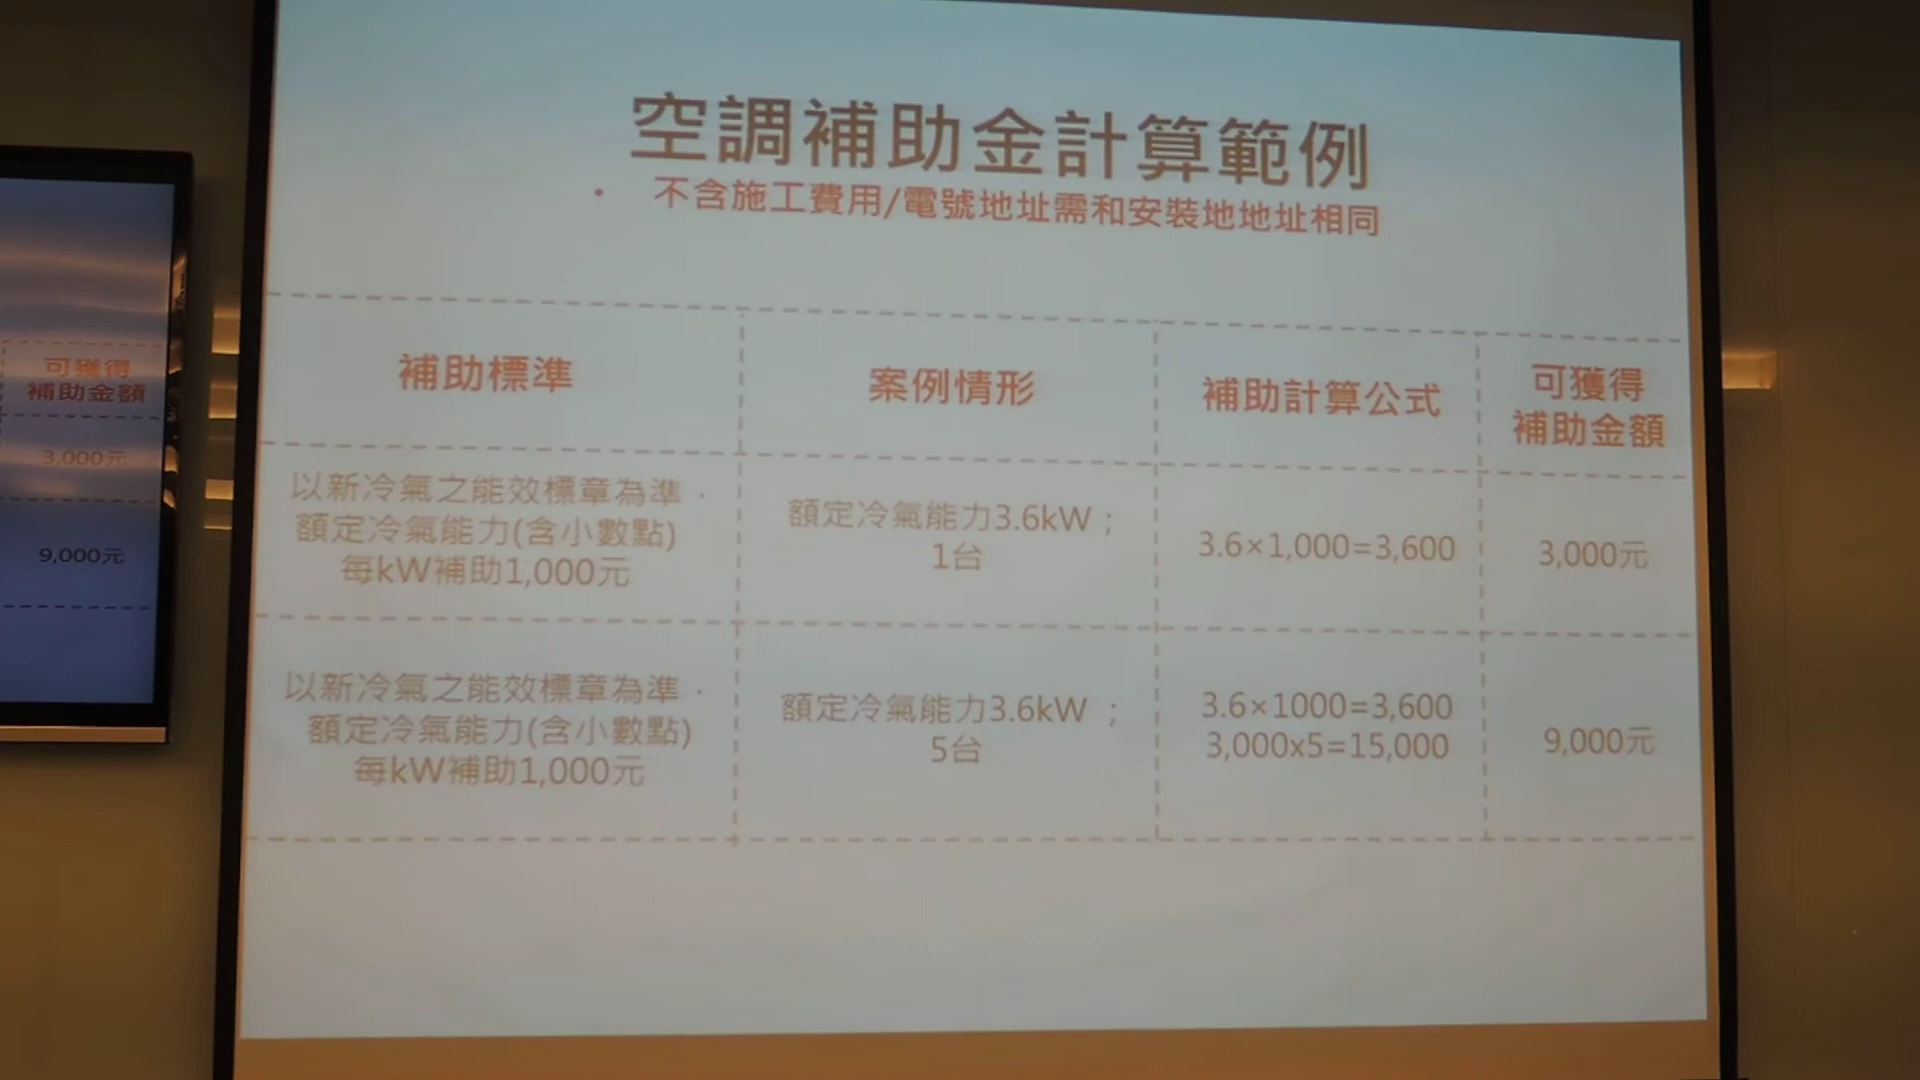 空調補助金計算範例
• 不含施工費用/電號地址需和安裝地地址相同
補助標準
案例情形
補助計算公式
可獲得
補助金額
以新冷氣之能效標章為準，
額定冷氣能力(含小數點)
每kW補助1,000元
額定冷氣能力3.6kW；
1台
3.6×1,000=3,600
3,000元
以新冷氣之能效標章為準，
額定冷氣能力(含小數點)
每kW補助1,000元
額定冷氣能力3.6kW；
5台
3.6×1000=3,600
3,000x5=15,000
9,000元
可獲得
補助金額
3,000元
9,000元